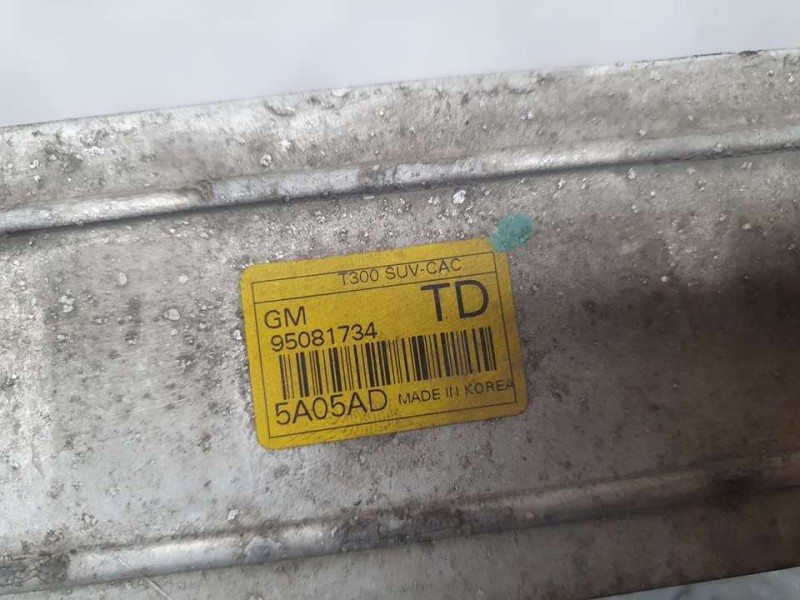 T300 SUV-CAC
GM TD
95081734
5A05AD MADE IN KOREA